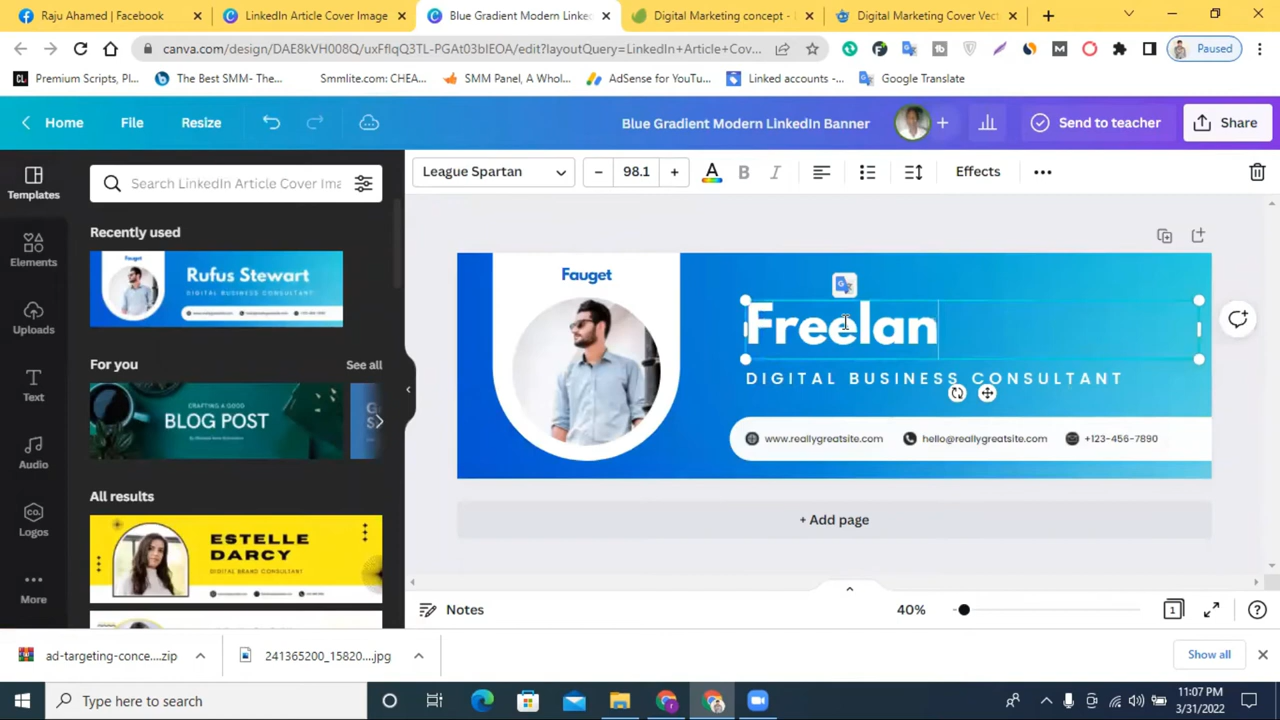 Raju Ahamed | Facebook
LinkedIn Article Cover Image
Blue Gradient Modern Linke
Digital Marketing concept -
Digital Marketing Cover Vect
canva.com/design/DAE8kVH008Q/uxFflqQ3TL-PGAt03bIEOA/edit?layoutQuery=LinkedIn+Article+Cov...
Paused
Premium Scripts, Pl...
The Best SMM- The...
Smmlite.com: CHEA...
SMM Panel, A Whol...
AdSense for YouTu...
Linked accounts -...
Google Translate
Home
File
Resize
Blue Gradient Modern LinkedIn Banner
Send to teacher
Share
Templates
Elements
Uploads
Text
Audio
Logos
More
Search LinkedIn Article Cover Ima
Recently used
Fauget
Rufus Stewart
DIGITAL BUSINESS CONSULTANT
For you
See all
CRAFTING A GOOD
BLOG POST
All results
ESTELLE
DARCY
DIGITAL BRAND CONSULTANT
League Spartan
98.1
A
B
I
Effects
Fauget
Freelan
DIGITAL BUSINESS CONSULTANT
www.reallygreatsite.com
hello@reallygreatsite.com
+123-456-7890
+ Add page
Notes
40%
1
ad-targeting-conce....zip
241365200_15820....jpg
Show all
Type here to search
11:07 PM
3/31/2022